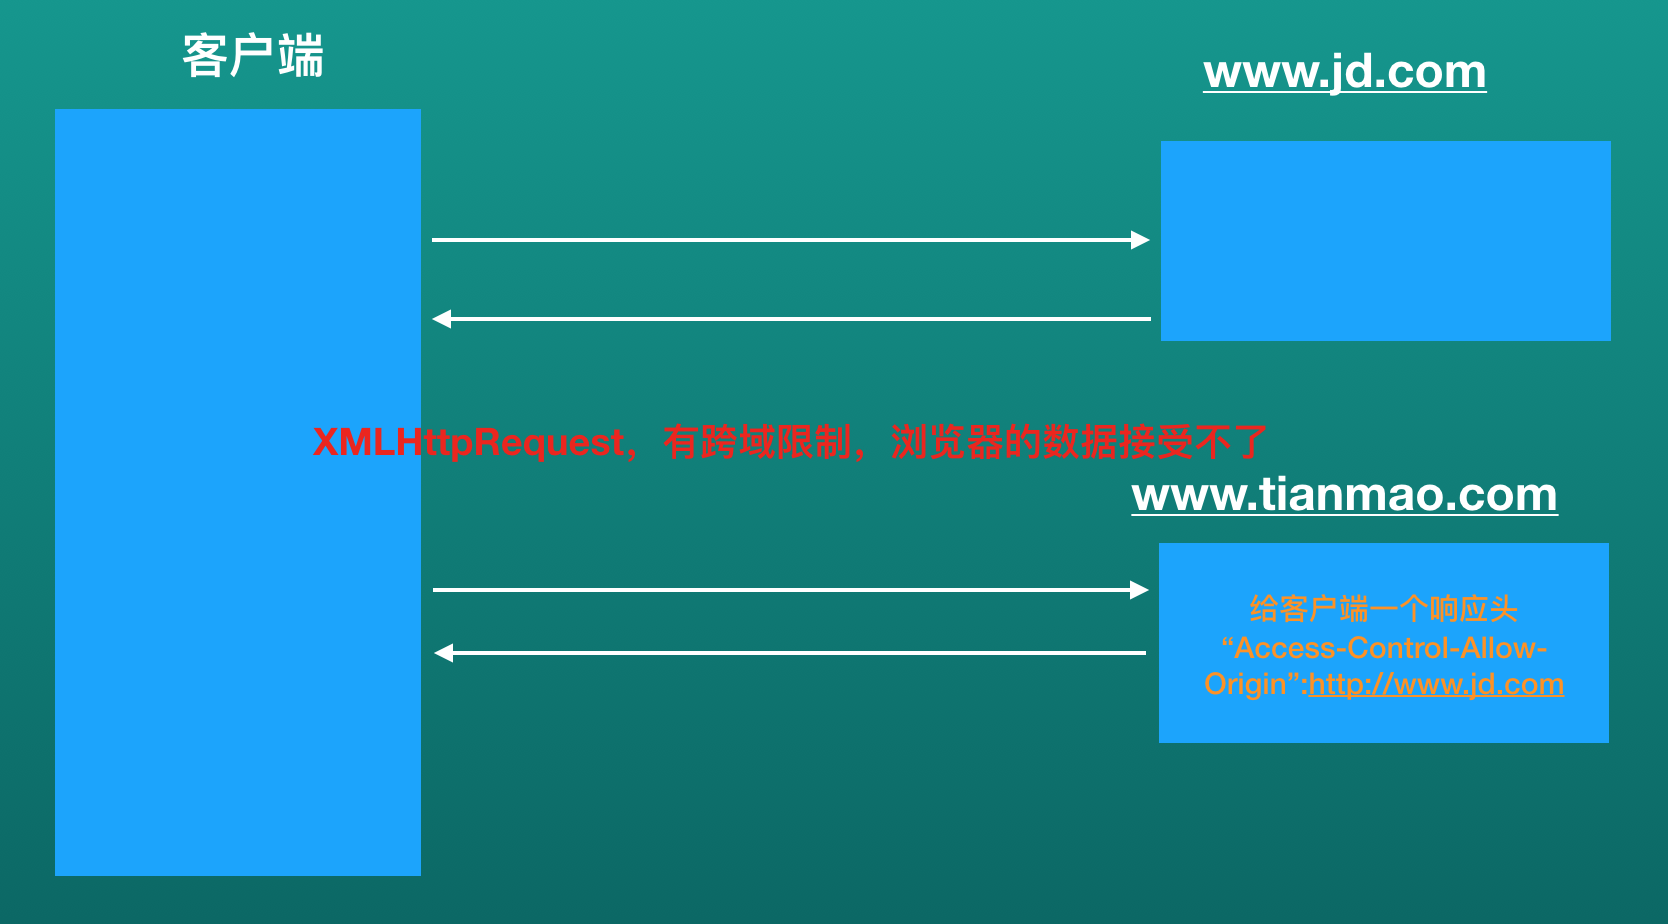 客户端
www.jd.com
XMLHttpRequest，有跨域限制，浏览器的数据接受不了
www.tianmao.com
给客户端一个响应头
“Access-Control-Allow-
Origin”:http://www.jd.com